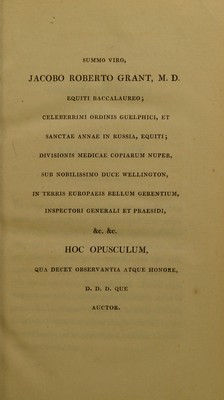 SUMMO VIRO,
JACOBO ROBERTO GRANT, M. D.
EQUITI BACCALAUREO;
CELEBERRIMI ORDINIS GUELPHICI, ET
SANCTAE ANNAE IN RUSSIA, EQUITI;
DIVISIONIS MEDICAE COPIARUM NUPER,
SUB NOBILISSIMO DUCE WELLINGTON,
IN TERRIS EUROPAEIS BELLUM GERENTIUM,
INSPECTORI GENERALI ET PRAESIDI,
&c. &c.
HOC OPUSCULUM,
QUA DECET OBSERVANTIA ATQUE HONORE,
D. D. D. QUE
AUCTOR.